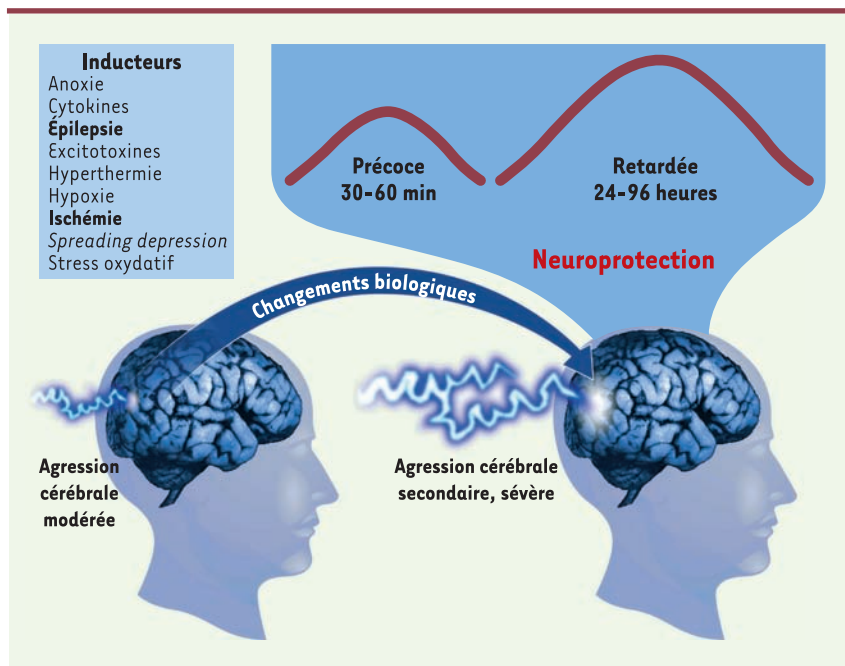 Inducteurs
Anoxie
Cytokines
Épilepsie
Excitotoxines
Hyperthermie
Hypoxie
Ischémie
Spreading depression
Stress oxydatif
Précoce
30-60 min
Retardée
24-96 heures
Neuroprotection
Changements biologiques
Agression
cérébrale
modérée
Agression cérébrale
secondaire, sévère